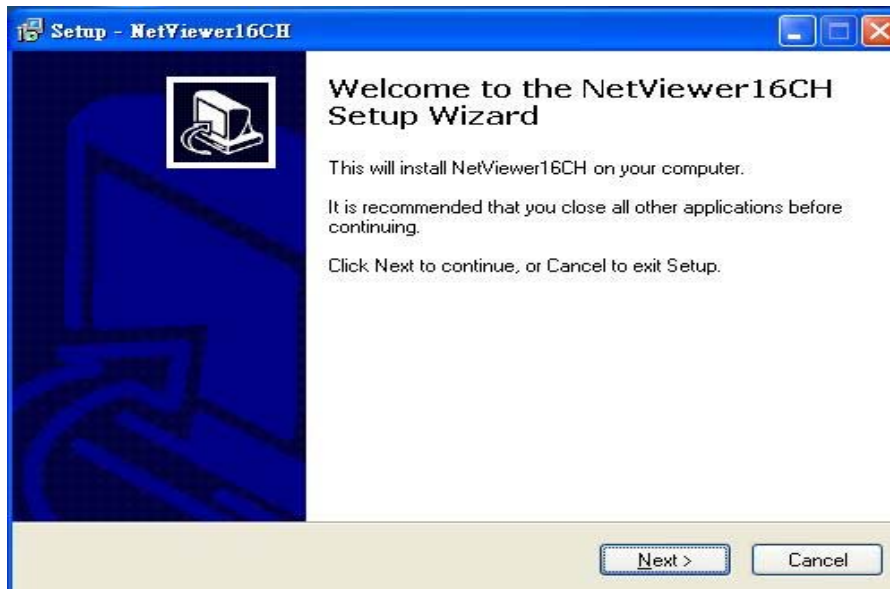 Setup - NetViewer16CH
Welcome to the NetViewer16CH
Setup Wizard
This will install NetViewer16CH on your computer.
It is recommended that you close all other applications before
continuing.
Click Next to continue, or Cancel to exit Setup.
Next >
Cancel